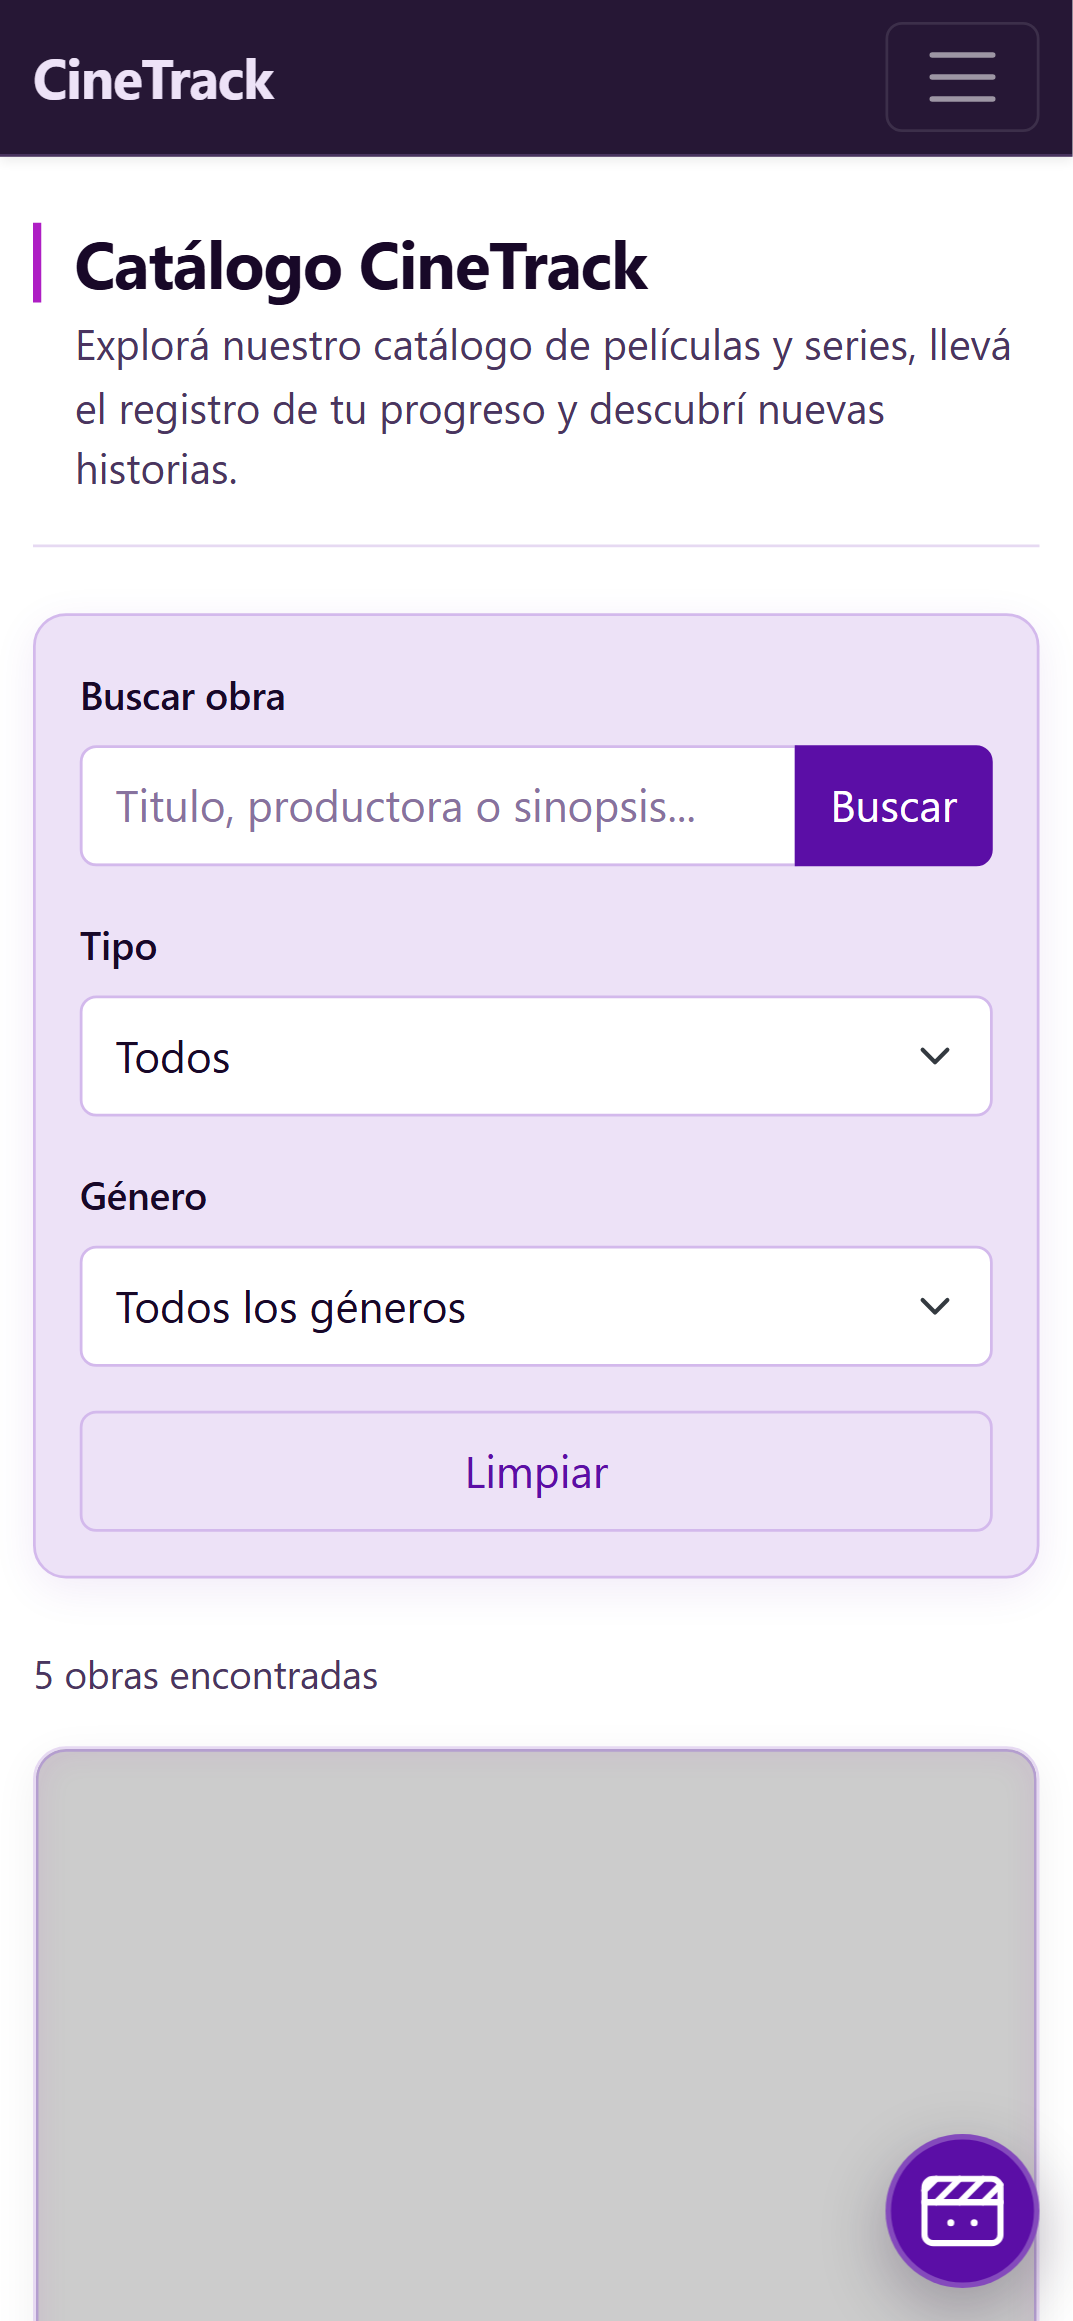 CineTrack
Catálogo CineTrack
Explorá nuestro catálogo de películas y series, llevá
el registro de tu progreso y descubrí nuevas
historias.
Buscar obra
Titulo, productora o sinopsis...
Buscar
Tipo
Todos
Género
Todos los géneros
Limpiar
5 obras encontradas